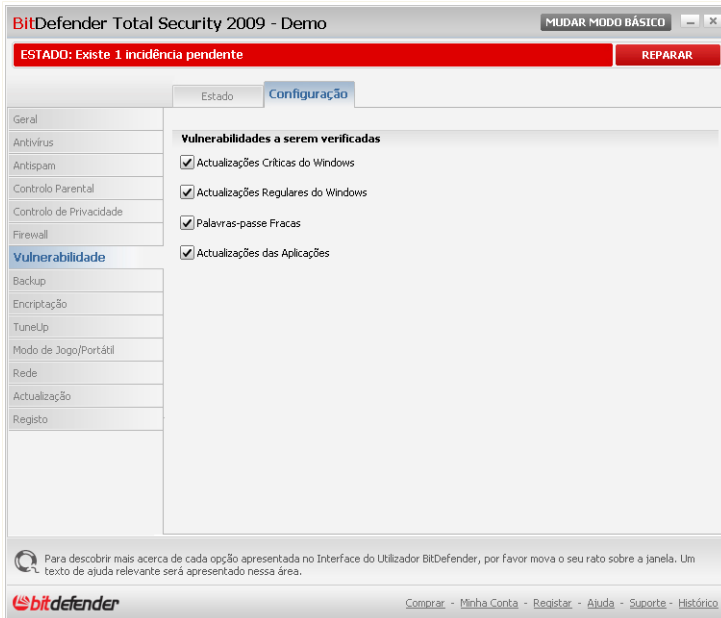 BitDefender Total Security 2009 - Demo
MUDAR MODO BÁSICO
ESTADO: Existe 1 incidência pendente
REPARAR
Estado
Configuração
Geral
Antivírus
Antispam
Controlo Parental
Controlo de Privacidade
Firewall
Vulnerabilidade
Backup
Encriptação
TuneUp
Modo de Jogo/Portátil
Rede
Actualização
Registo
Vulnerabilidades a serem verificadas
Actualizações Críticas do Windows
Actualizações Regulares do Windows
Palavras-passe Fracas
Actualizações das Aplicações
Para descobrir mais acerca de cada opção apresentada no Interface do Utilizador BitDefender, por favor mova o seu rato sobre a janela. Um
texto de ajuda relevante será apresentado nessa área.
bitdefender
Comprar - Minha Conta - Registar - Ajuda - Suporte - Histórico